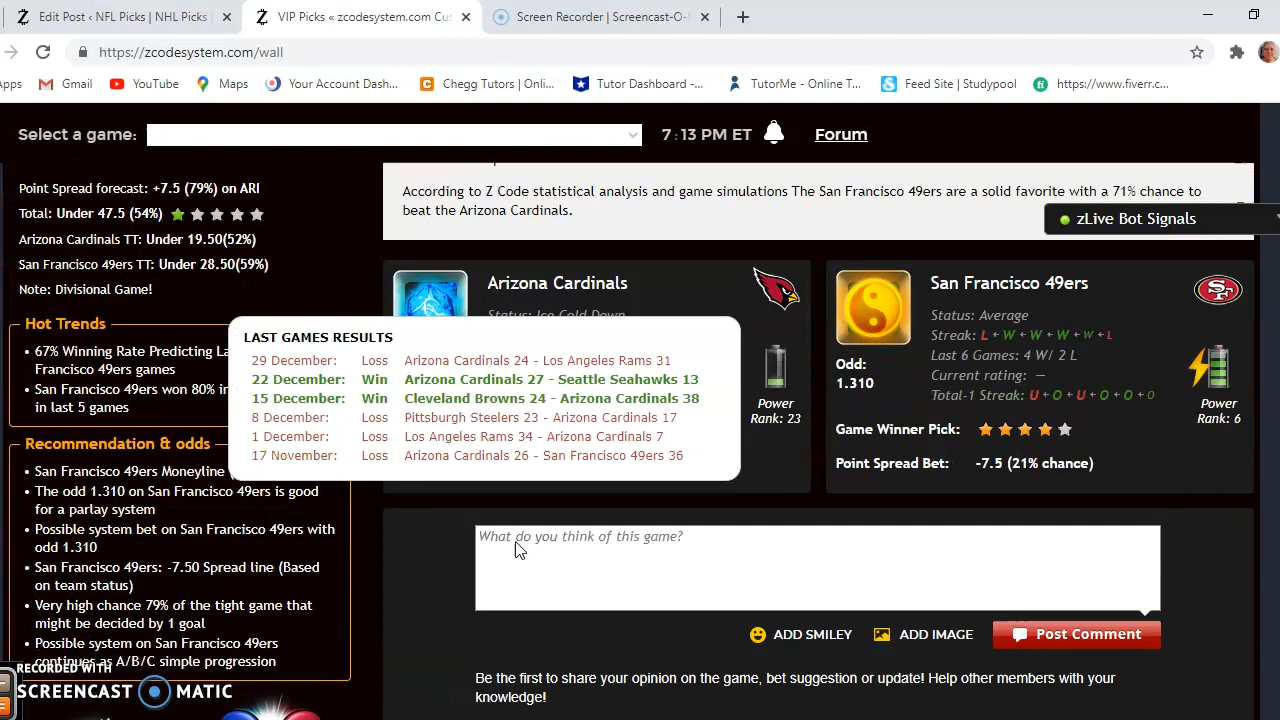 Edit Post ‹ NFL Picks | NHL Picks
VIP Picks « zcodesystem.com Cus
Screen Recorder | Screencast-O-
https://zcodesystem.com/wall
Apps
Gmail
YouTube
Maps
Your Account Dash...
Chegg Tutors | Onli...
Tutor Dashboard -...
TutorMe - Online T...
Feed Site | Studypool
https://www.fiverr.c...
Select a game:
7:13 PM ET
Forum
Point Spread forecast: +7.5 (79%) on ARI
Total: Under 47.5 (54%)
Arizona Cardinals TT: Under 19.50(52%)
San Francisco 49ers TT: Under 28.50(59%)
Note: Divisional Game!
According to Z Code statistical analysis and game simulations The San Francisco 49ers are a solid favorite with a 71% chance to
beat the Arizona Cardinals.
zLive Bot Signals
Hot Trends
67% Winning Rate Predicting La
Francisco 49ers games
San Francisco 49ers won 80% i
in last 5 games
Recommendation & odds
San Francisco 49ers Moneyline
The odd 1.310 on San Francisco 49ers is good
for a parlay system
Possible system bet on San Francisco 49ers with
odd 1.310
San Francisco 49ers: -7.50 Spread line (Based
on team status)
Very high chance 79% of the tight game that
might be decided by 1 goal
Possible system on San Francisco 49ers
continues as A/B/C simple progression
RECORDED WITH
SCREENCAST MATIC
Arizona Cardinals
Status: Ice Cold Down
LAST GAMES RESULTS
29 December: Loss Arizona Cardinals 24 - Los Angeles Rams 31
22 December: Win Arizona Cardinals 27 - Seattle Seahawks 13
15 December: Win Cleveland Browns 24 - Arizona Cardinals 38
8 December: Loss Pittsburgh Steelers 23 - Arizona Cardinals 17
1 December: Loss Los Angeles Rams 34 - Arizona Cardinals 7
17 November: Loss Arizona Cardinals 26 - San Francisco 49ers 36
Power
Rank: 23
San Francisco 49ers
SF
Status: Average
Streak: L W W W W L
Last 6 Games: 4 W/ 2 L
Current rating: —
Total-1 Streak: U O U O O O
Odd:
1.310
Power
Rank: 6
Game Winner Pick:
Point Spread Bet: -7.5 (21% chance)
What do you think of this game?
ADD SMILEY
ADD IMAGE
Post Comment
Be the first to share your opinion on the game, bet suggestion or update! Help other members with your
knowledge!